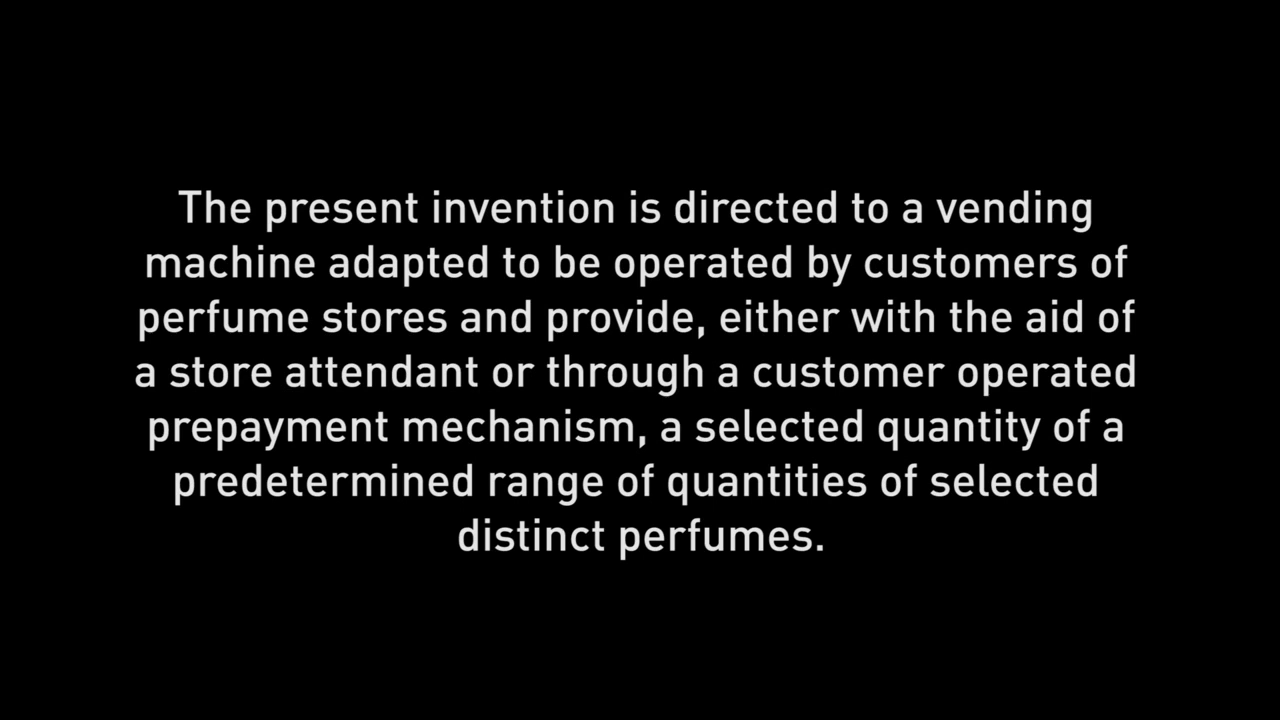 The present invention is directed to a vending
machine adapted to be operated by customers of
perfume stores and provide, either with the aid of
a store attendant or through a customer operated
prepayment mechanism, a selected quantity of a
predetermined range of quantities of selected
distinct perfumes.